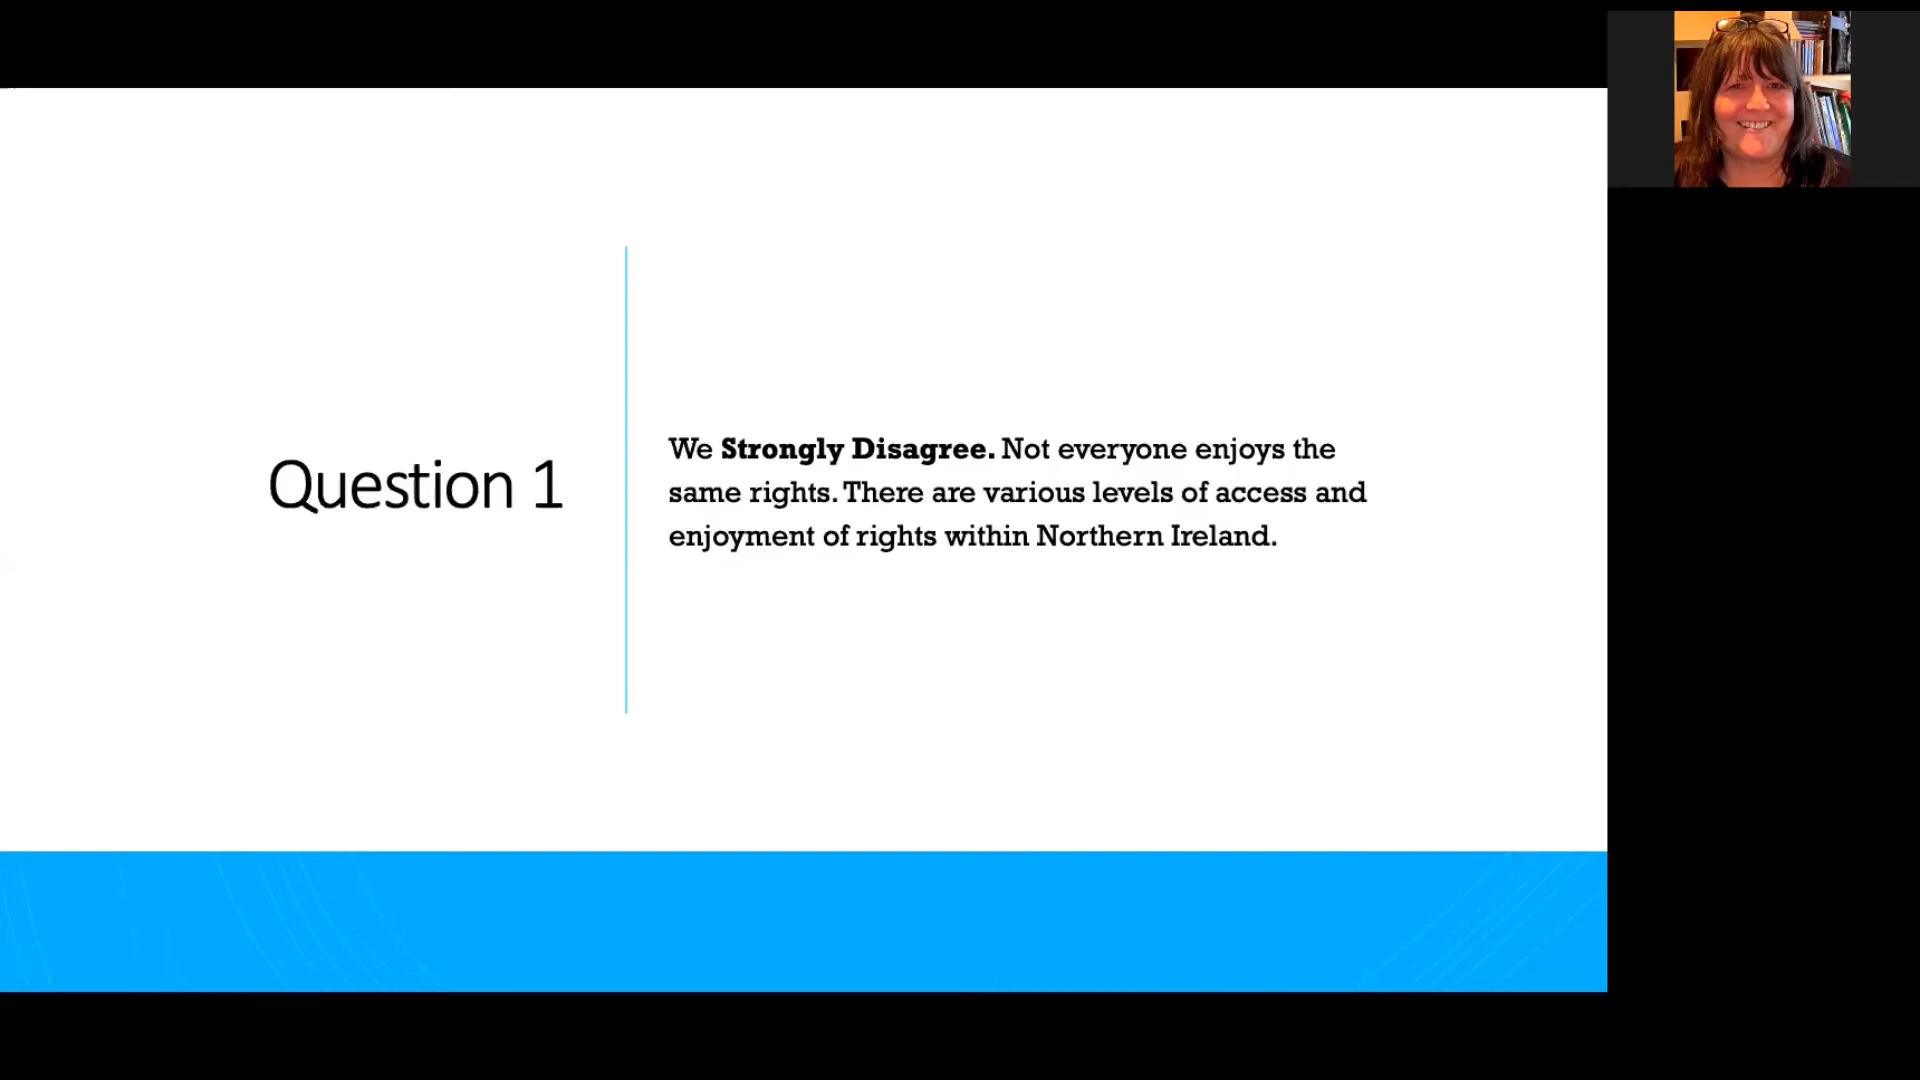 Question 1
We Strongly Disagree. Not everyone enjoys the
same rights. There are various levels of access and
enjoyment of rights within Northern Ireland.